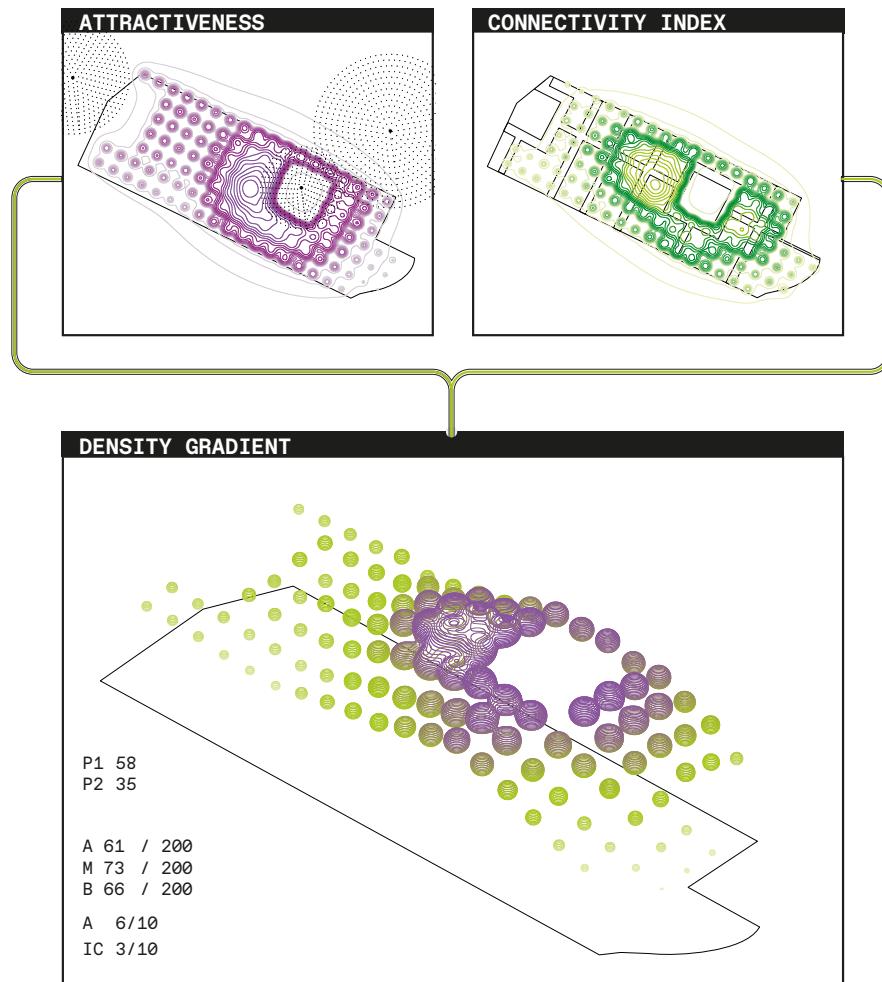 ATTRACTIVENESS
CONNECTIVITY INDEX
DENSITY GRADIENT
P1 58
P2 35
A 61 / 200
M 73 / 200
B 66 / 200
A 6/10
IC 3/10